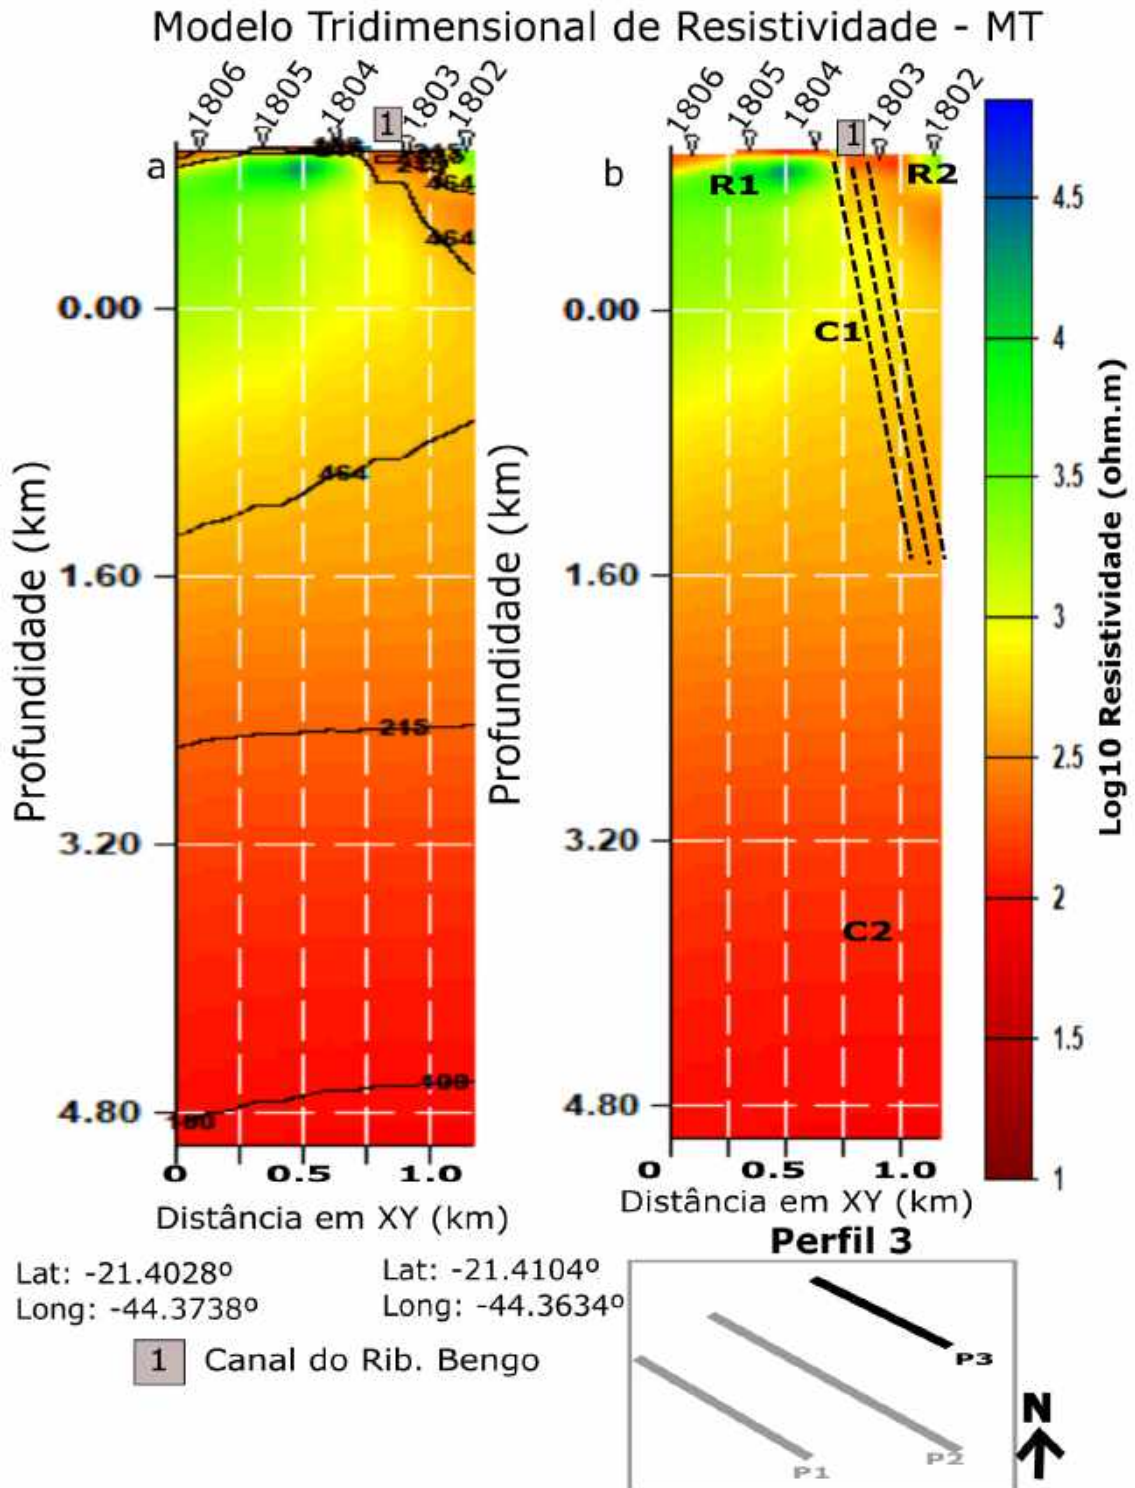 Modelo Tridimensional de Resistividade - MT
1806 1805 1804 1803 1802
1
a
464
464
0.00
464
1.60
215
3.20
100
4.80
100
0 0.5 1.0
Profundidade (km)
Distância em XY (km)
1806 1805 1804 1803 1802
1
b
R1
R2
0.00
C1
1.60
3.20
C2
4.80
0 0.5 1.0
Profundidade (km)
Distância em XY (km)
4.5
4
3.5
3
2.5
2
1.5
1
Log10 Resistividade (ohm.m)
Lat: -21.4028º
Long: -44.3738º
Lat: -21.4104º
Long: -44.3634º
1 Canal do Rib. Bengo
Perfil 3
P3
P2
P1
N